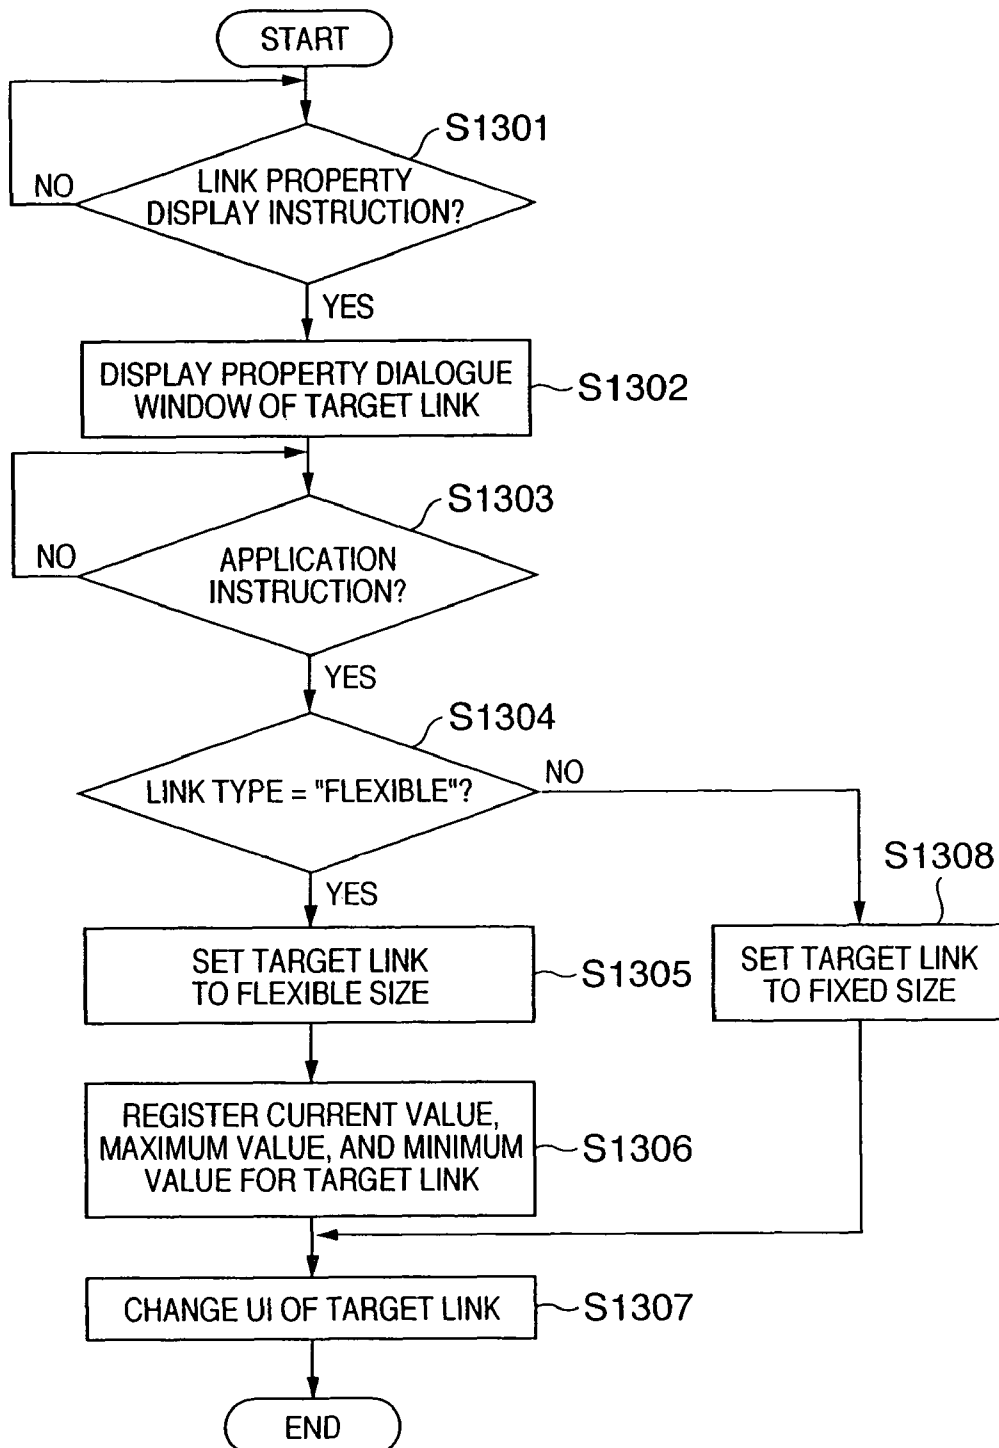 START
S1301
NO
LINK PROPERTY
DISPLAY INSTRUCTION?
YES
DISPLAY PROPERTY DIALOGUE
WINDOW OF TARGET LINK
S1302
S1303
NO
APPLICATION
INSTRUCTION?
YES
S1304
LINK TYPE = "FLEXIBLE"?
NO
YES
S1308
SET TARGET LINK
TO FLEXIBLE SIZE
S1305
SET TARGET LINK
TO FIXED SIZE
REGISTER CURRENT VALUE,
MAXIMUM VALUE, AND MINIMUM
VALUE FOR TARGET LINK
S1306
CHANGE UI OF TARGET LINK
S1307
END